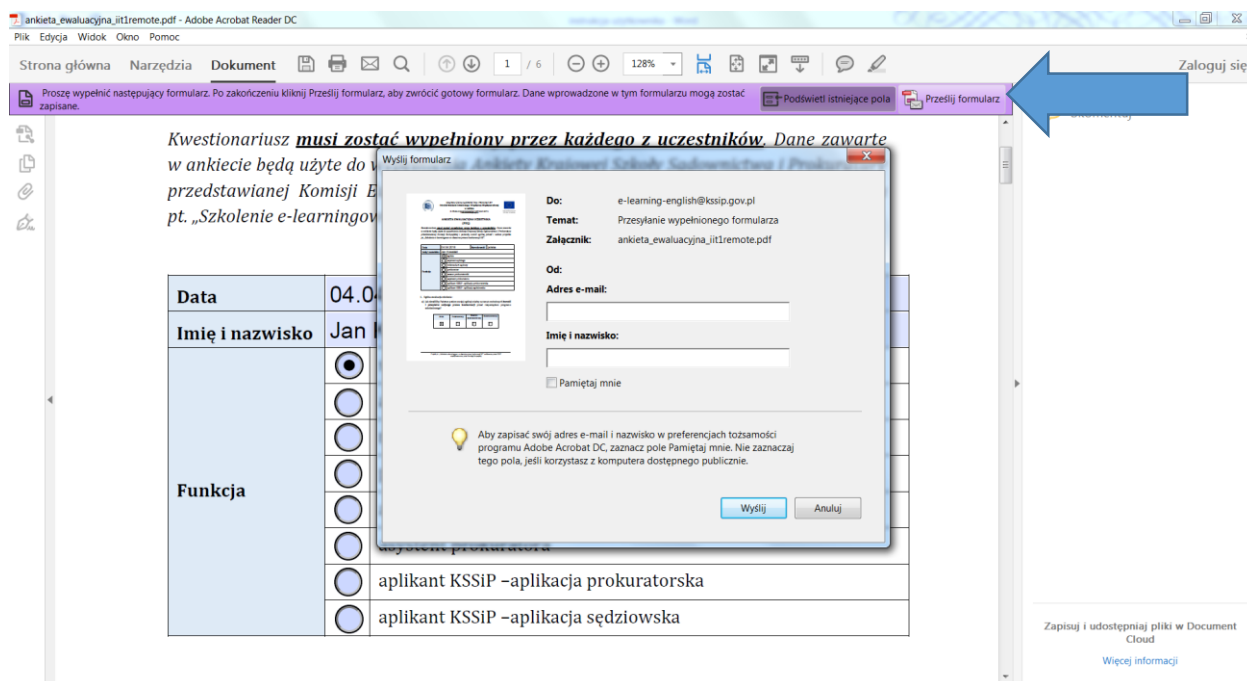 ankieta_ewaluacyjna_iit1remote.pdf - Adobe Acrobat Reader DC
Plik Edycja Widok Okno Pomoc
Strona główna Narzędzia Dokument 1 / 6 128% Zaloguj się
Proszę wypełnić następujący formularz. Po zakończeniu kliknij Prześlij formularz, aby zwrócić gotowy formularz. Dane wprowadzone w tym formularzu mogą zostać
zapisane.
Podświetl istniejące pola
Prześlij formularz
Kwestionariusz musi zostać wypełniony przez każdego z uczestników. Dane zawarte
w ankiecie będą użyte do
przedstawianej Komisji
pt. „Szkolenie
Wyślij formularz
Do: e-learning-english@kssip.gov.pl
Temat: Przesyłanie wypełnionego formularza
Załącznik: ankieta_ewaluacyjna_iit1remote.pdf
Od:
Adres e-mail:
Imię i nazwisko:
Pamiętaj mnie
Aby zapisać swój adres e-mail i nazwisko w preferencjach tożsamości
programu Adobe Acrobat DC, zaznacz pole Pamiętaj mnie. Nie zaznaczaj
tego pola, jeśli korzystasz z komputera dostępnego publicznie.
Wyślij Anuluj
Data 04.0
Imię i nazwisko Jan
Funkcja
asystent prokuratora
aplikant KSSiP –aplikacja prokuratorska
aplikant KSSiP –aplikacja sędziowska
Zapisuj i udostępniaj pliki w Document
Cloud
Więcej informacji